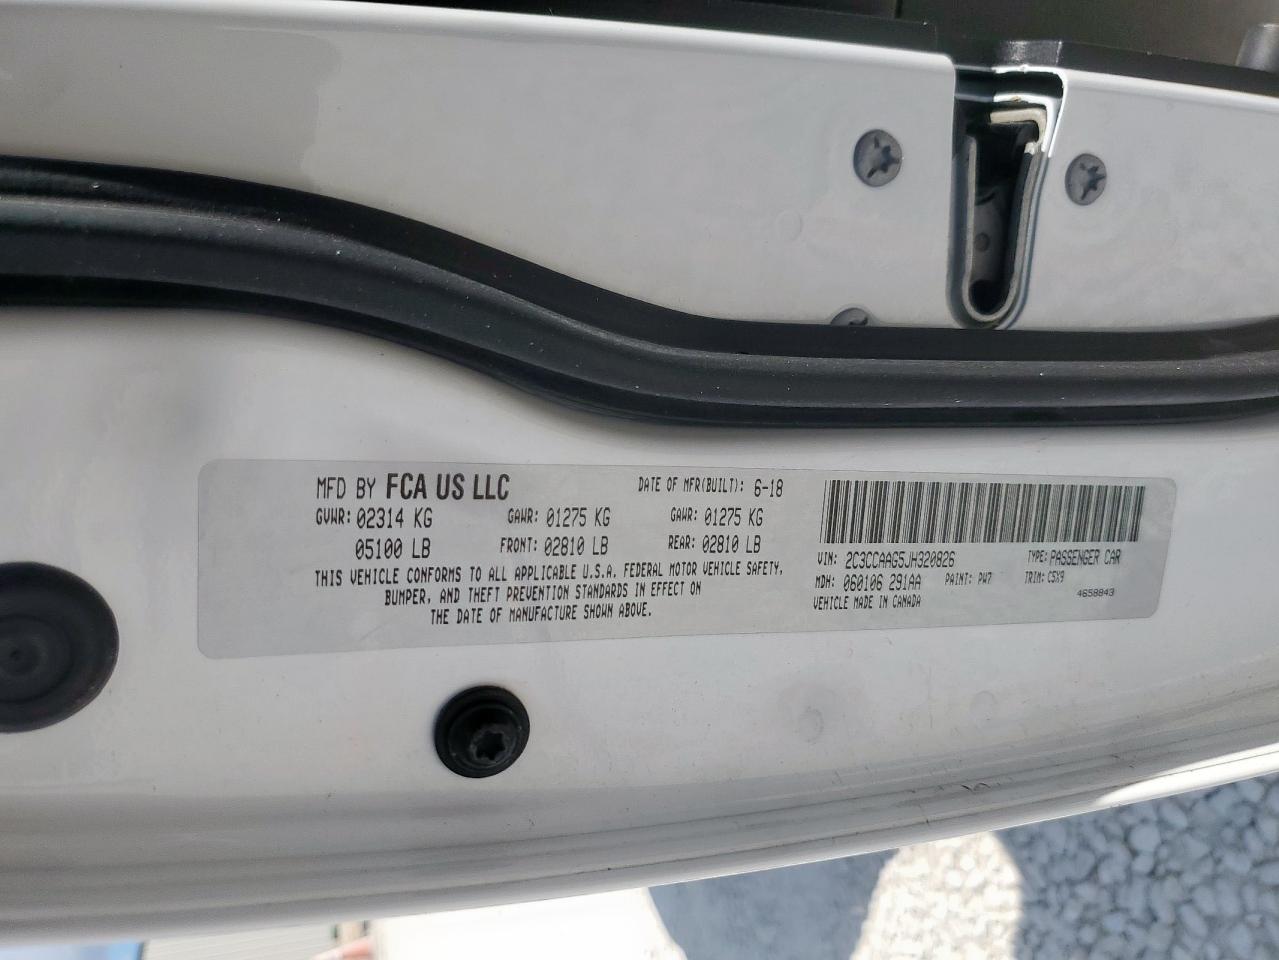 MFD BY FCA US LLC DATE OF MFR(BUILT): 6-18
GVWR: 02314 KG GAWR: 01275 KG GAWR: 01275 KG
05100 LB FRONT: 02810 LB REAR: 02810 LB
THIS VEHICLE CONFORMS TO ALL APPLICABLE U.S.A. FEDERAL MOTOR VEHICLE SAFETY,
BUMPER, AND THEFT PREVENTION STANDARDS IN EFFECT ON
THE DATE OF MANUFACTURE SHOWN ABOVE.
VIN: 2C3CCAAG5JH320826 TYPE: PASSENGER CAR
MDH: 060106 291AA PAINT: PW7 TRIM: C5X9
VEHICLE MADE IN CANADA 4658843